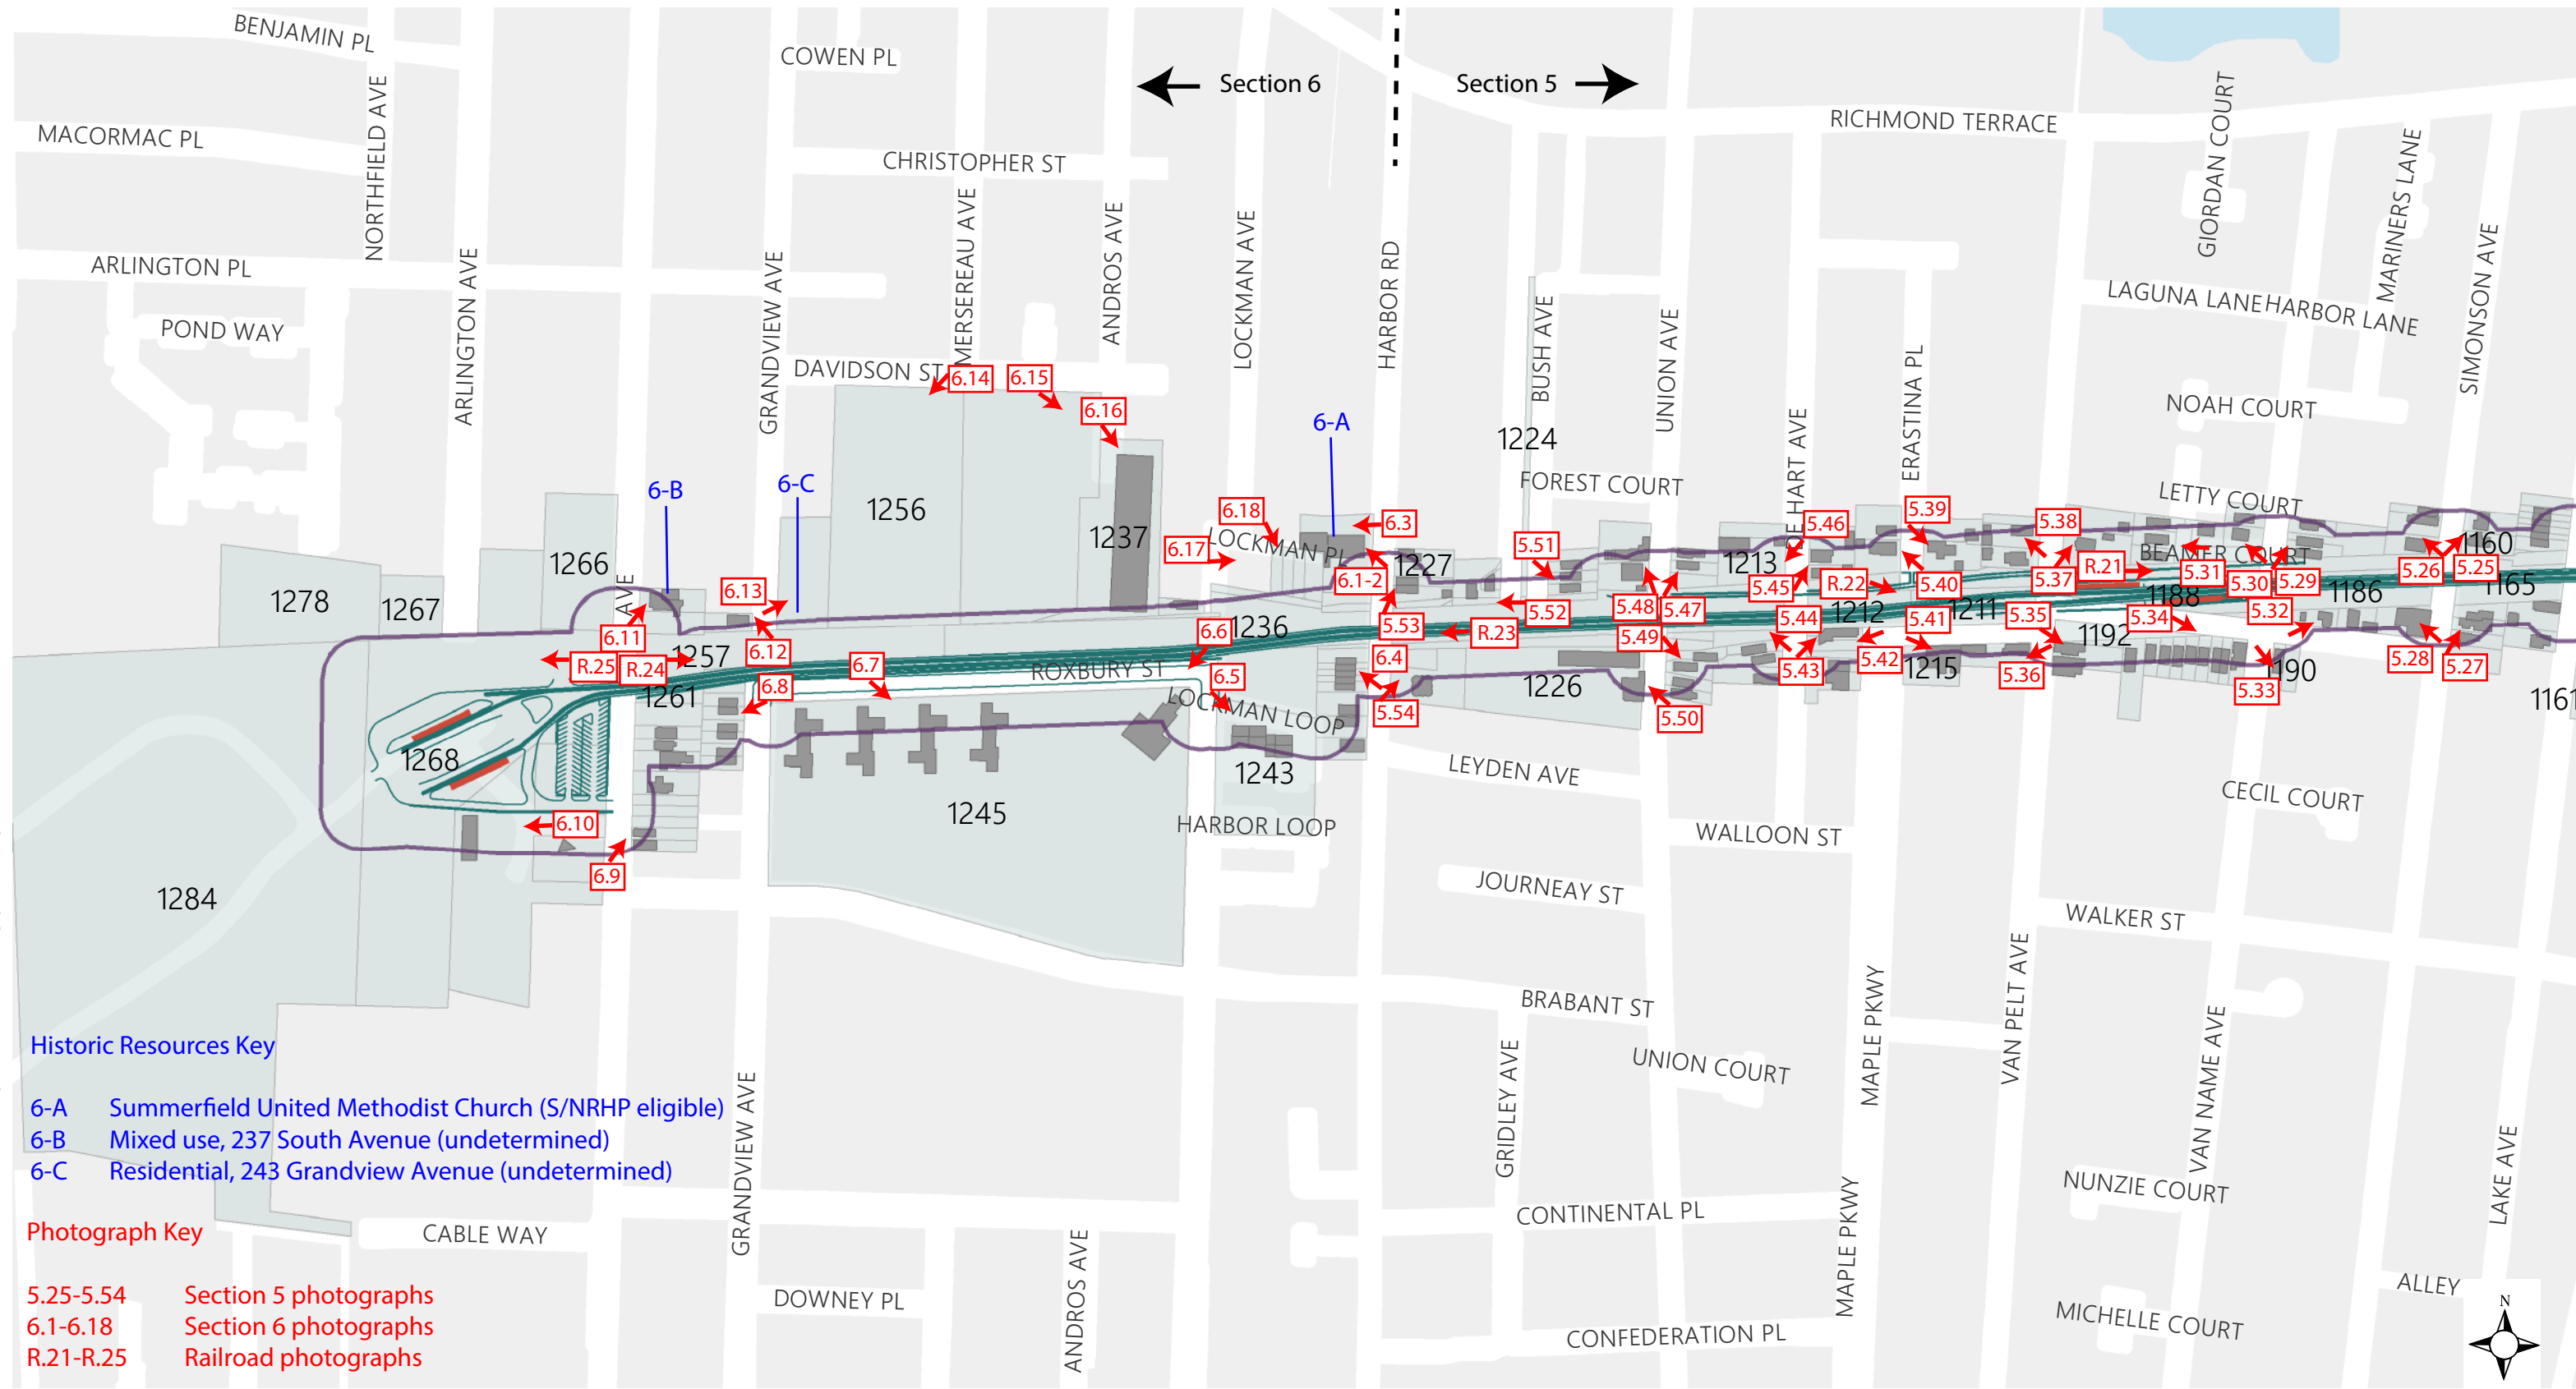 BENJAMIN PL
COWEN PL
Section 6
Section 5
RICHMOND TERRACE
MACORMAC PL
NORTHFIELD AVE
CHRISTOPHER ST
GIORDAN COURT
MARINERS LANE
ARLINGTON PL
ARLINGTON AVE
GRANDVIEW AVE
MERSEREAU AVE
ANDROS AVE
LOCKMAN AVE
HARBOR RD
BUSH AVE
UNION AVE
DE HART AVE
ERASTINA PL
LAGUNA LANE
HARBOR LANE
SIMONSON AVE
POND WAY
DAVIDSON ST
6.14
6.15
6.16
6-A
NOAH COURT
1224
FOREST COURT
LETTY COURT
6-B
6-C
1256
1237
6.18
6.3
LOCKMAN PL
6.17
6.1-2
1227
5.51
1213
5.46
5.39
5.38
BEAMER COURT
1160
1266
AVE
1278
1267
6.13
5.53
5.52
5.48
5.47
5.45
R.22
5.40
5.37
R.21
5.31
5.30
5.29
5.26
5.25
1165
1186
1188
6.11
6.12
6.6
1236
R.23
5.49
5.44
1212
5.41
1211
5.35
1192
5.34
5.32
R.25
R.24
1257
6.7
ROXBURY ST
6.4
5.43
5.42
1215
5.36
1190
5.33
5.28
5.27
1261
6.8
6.5
LOCKMAN LOOP
5.54
1226
5.50
1161
1268
1243
LEYDEN AVE
CECIL COURT
6.10
1245
HARBOR LOOP
WALLOON ST
6.9
1284
JOURNEAY ST
WALKER ST
BRABANT ST
GRIDLEY AVE
UNION COURT
MAPLE PKWY
VAN PELT AVE
VAN NAME AVE
LAKE AVE
Historic Resources Key
6-A Summerfield United Methodist Church (S/NRHP eligible)
6-B Mixed use, 237 South Avenue (undetermined)
6-C Residential, 243 Grandview Avenue (undetermined)
GRANDVIEW AVE
NUNZIE COURT
CONTINENTAL PL
MAPLE PKWY
Photograph Key
CABLE WAY
ANDROS AVE
5.25-5.54 Section 5 photographs
6.1-6.18 Section 6 photographs
R.21-R.25 Railroad photographs
DOWNEY PL
CONFEDERATION PL
MICHELLE COURT
ALLEY
N